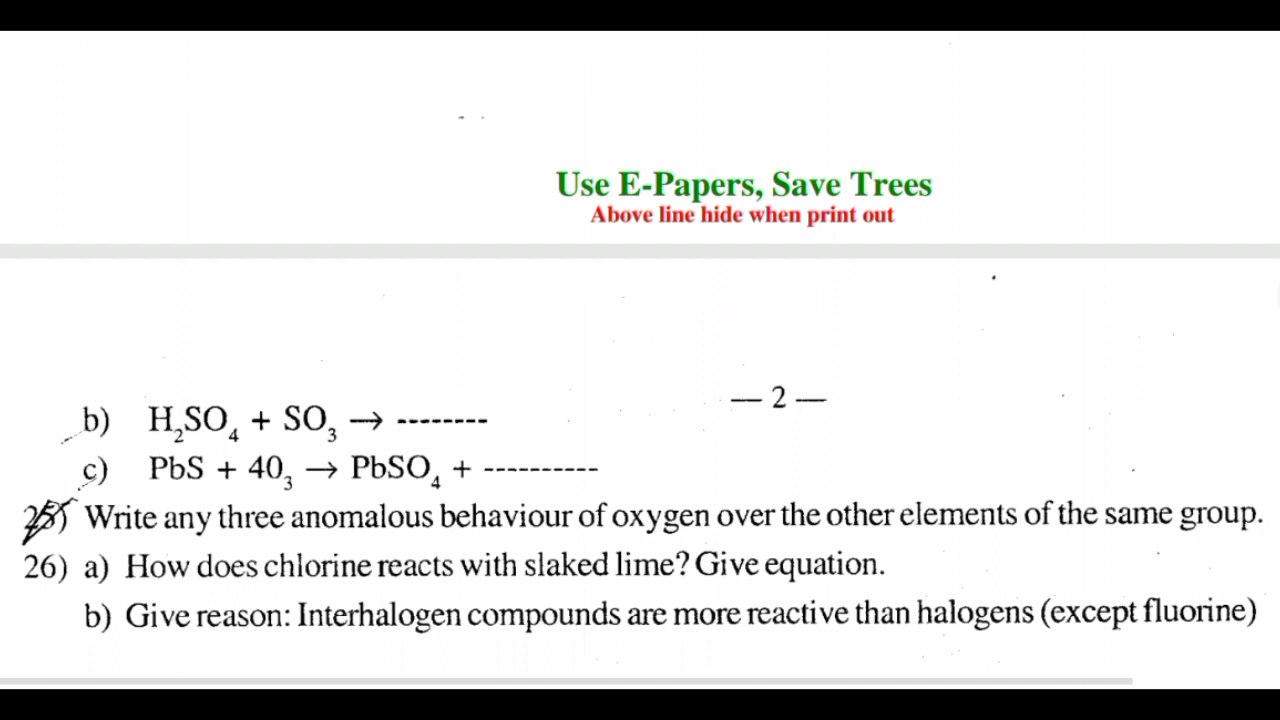 Use E-Papers, Save Trees
Above line hide when print out
— 2 —
b) H₂SO₄ + SO₃ → --------
c) PbS + 4O₃ → PbSO₄ + ----------
25) Write any three anomalous behaviour of oxygen over the other elements of the same group.
26) a) How does chlorine reacts with slaked lime? Give equation.
b) Give reason: Interhalogen compounds are more reactive than halogens (except fluorine)